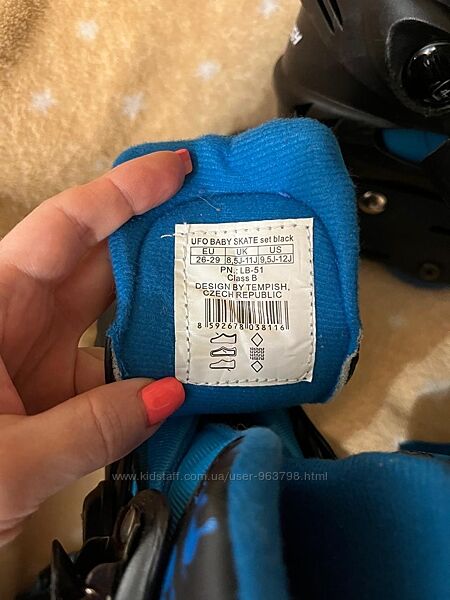 UFO BABY SKATE set black
EU UK US
26-29 8,5J-11J 9,5J-12J
PN.: LB-51
Class B
DESIGN BY TEMPISH,
CZECH REPUBLIC
8 592678 038116
www.kidstaff.com.ua/user-963798.html